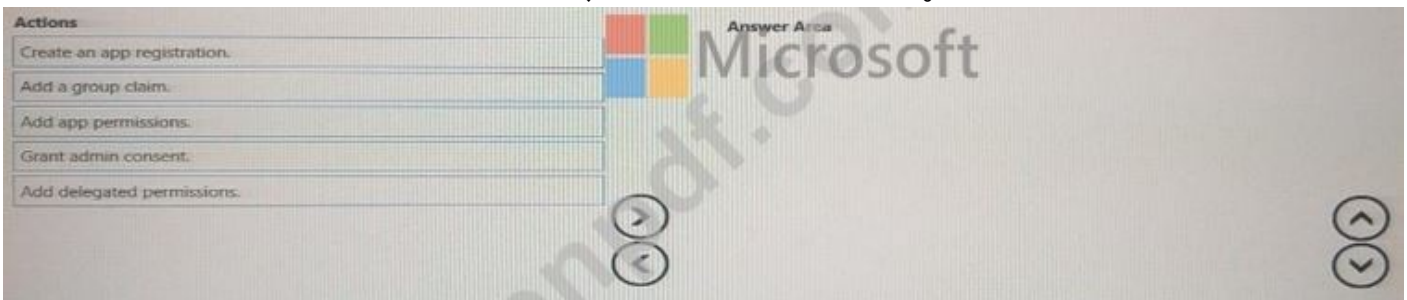 Actions
Answer Area
Microsoft
Create an app registration.
Add a group claim.
Add app permissions.
Grant admin consent.
Add delegated permissions.